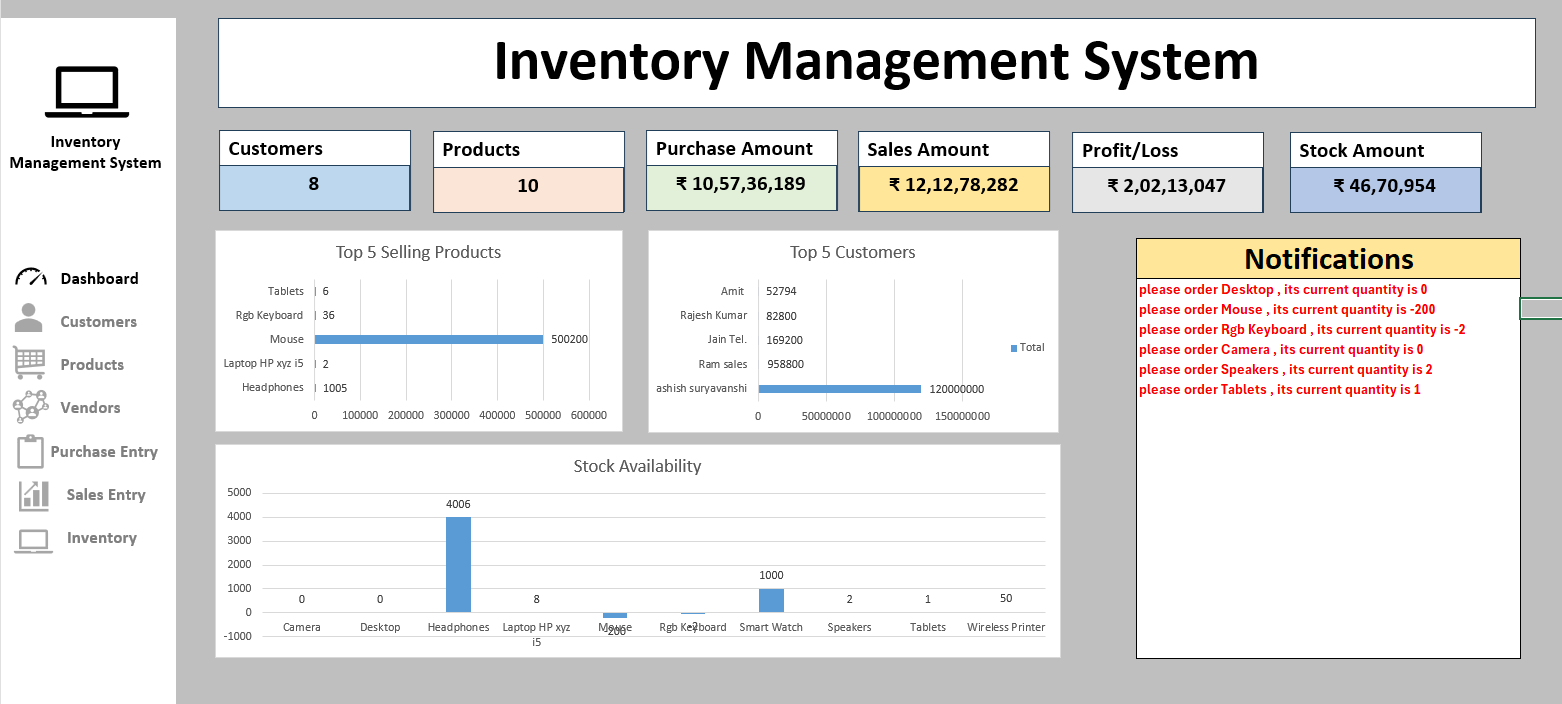 Inventory Management System
Inventory
Management System
Dashboard
Customers
Products
Vendors
Purchase Entry
Sales Entry
Inventory
Customers
8
Products
10
Purchase Amount
₹ 10,57,36,189
Sales Amount
₹ 12,12,78,282
Profit/Loss
₹ 2,02,13,047
Stock Amount
₹ 46,70,954
Top 5 Selling Products
Tablets 6
Rgb Keyboard 36
Mouse 500200
Laptop HP xyz i5 2
Headphones 1005
0 100000 200000 300000 400000 500000 600000
Top 5 Customers
Amit 52794
Rajesh Kumar 82800
Jain Tel. 169200
Total
Ram sales 958800
ashish suryavanshi 120000000
0 50000000 100000000 150000000
Notifications
please order Desktop , its current quantity is 0
please order Mouse , its current quantity is -200
please order Rgb Keyboard , its current quantity is -2
please order Camera , its current quantity is 0
please order Speakers , its current quantity is 2
please order Tablets , its current quantity is 1
Stock Availability
5000
4000
3000
2000
1000
0
-1000
0 0 4006 8 -200 -2 1000 2 1 50
Camera Desktop Headphones Laptop HP xyz Mouse Rgb Keyboard Smart Watch Speakers Tablets Wireless Printer
i5